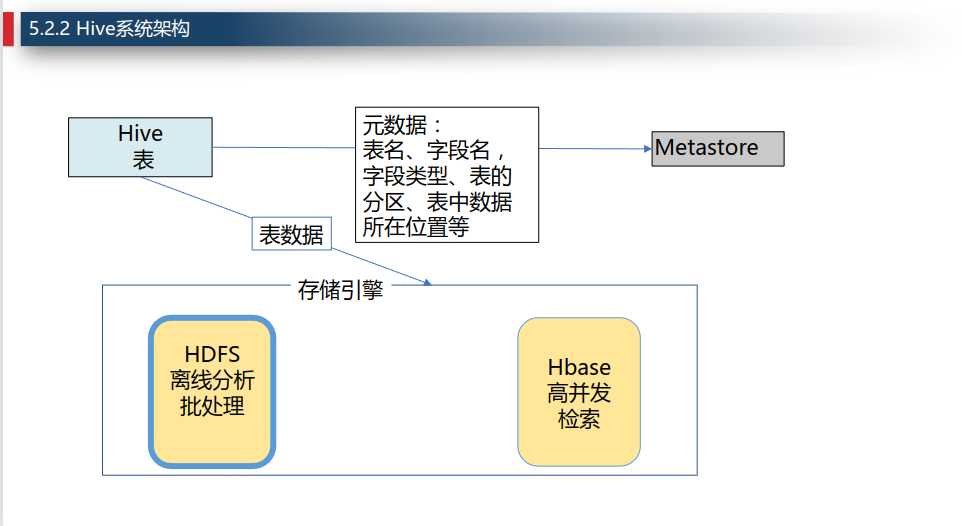 5.2.2 Hive系统架构
Hive
表
元数据：
表名、字段名，
字段类型、表的
分区、表中数据
所在位置等
Metastore
表数据
存储引擎
HDFS
离线分析
批处理
Hbase
高并发
检索